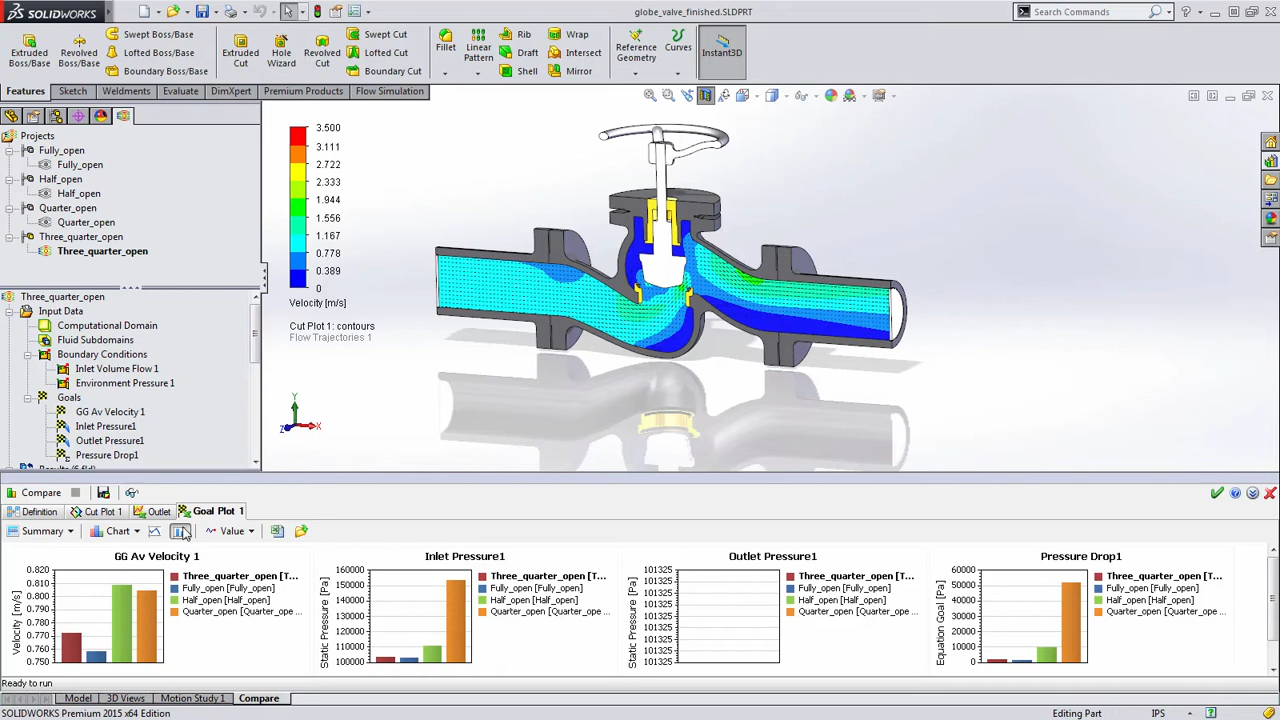 SOLIDWORKS
globe_valve_finished.SLDPRT
Search Commands
Extruded Boss/Base
Revolved Boss/Base
Swept Boss/Base
Lofted Boss/Base
Boundary Boss/Base
Extruded Cut
Hole Wizard
Revolved Cut
Swept Cut
Lofted Cut
Boundary Cut
Fillet
Linear Pattern
Rib
Draft
Shell
Wrap
Intersect
Mirror
Reference Geometry
Curves
Instant3D
Features Sketch Weldments Evaluate DimXpert Premium Products Flow Simulation
Projects
Fully_open
Fully_open
Half_open
Half_open
Quarter_open
Quarter_open
Three_quarter_open
Three_quarter_open
Three_quarter_open
Input Data
Computational Domain
Fluid Subdomains
Boundary Conditions
Inlet Volume Flow 1
Environment Pressure 1
Goals
GG Av Velocity 1
Inlet Pressure1
Outlet Pressure1
Pressure Drop1
3.500
3.111
2.722
2.333
1.944
1.556
1.167
0.778
0.389
0
Velocity [m/s]
Cut Plot 1: contours
Flow Trajectories
Y
Z
X
Compare
Definition Cut Plot 1 Outlet Goal Plot 1
Summary Chart Value
GG Av Velocity 1
Velocity [m/s]
0.820
0.810
0.800
0.790
0.780
0.770
0.760
0.750
Three_quarter_open [T...
Fully_open [Fully_open]
Half_open [Half_open]
Quarter_open [Quarter_ope ...
Inlet Pressure1
Static Pressure [Pa]
160000
150000
140000
130000
120000
110000
100000
Three_quarter_open [T...
Fully_open [Fully_open]
Half_open [Half_open]
Quarter_open [Quarter_ope ...
Outlet Pressure1
Static Pressure [Pa]
101325
101325
101325
101325
101325
101325
101325
101325
Three_quarter_open [T...
Fully_open [Fully_open]
Half_open [Half_open]
Quarter_open [Quarter_ope ...
Pressure Drop1
Equation Goal [Pa]
60000
50000
40000
30000
20000
10000
0
Three_quarter_open [T...
Fully_open [Fully_open]
Half_open [Half_open]
Quarter_open [Quarter_ope ...
Ready to run
Model 3D Views Motion Study 1 Compare
SOLIDWORKS Premium 2015 x64 Edition
Editing Part
IPS